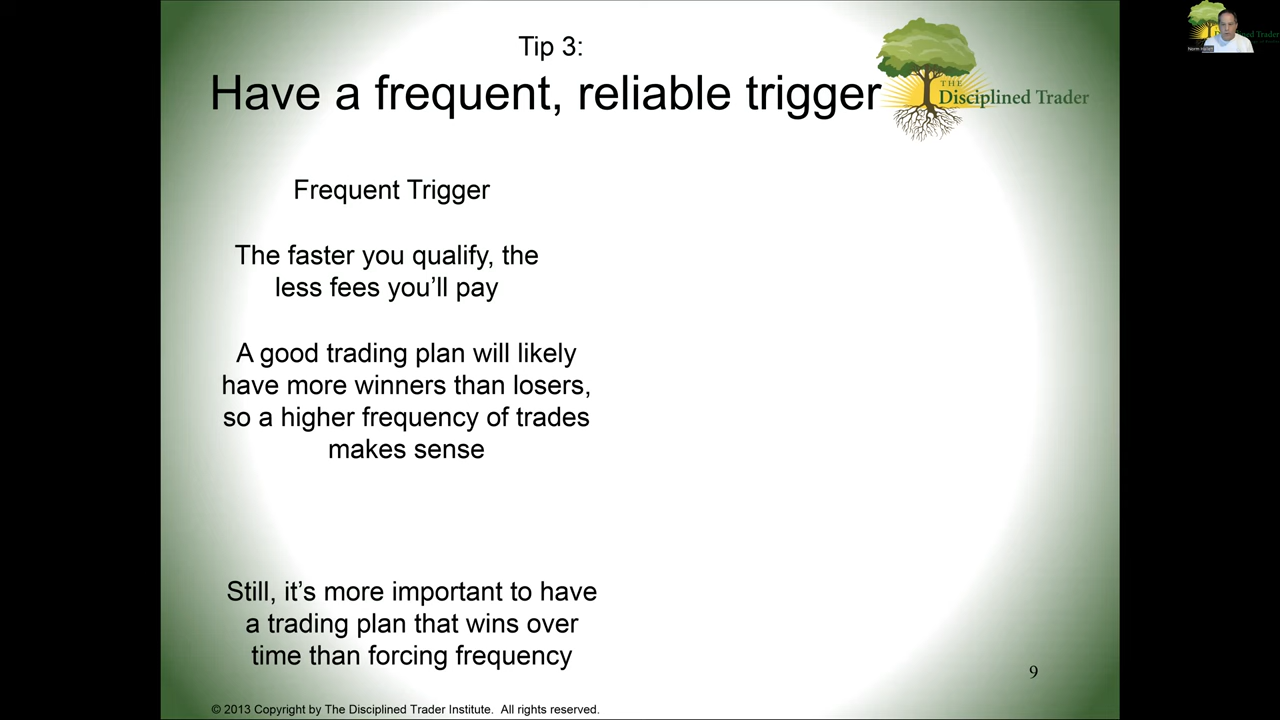 Tip 3:
Have a frequent, reliable trigger
THE
Disciplined Trader
Frequent Trigger
The faster you qualify, the
less fees you’ll pay
A good trading plan will likely
have more winners than losers,
so a higher frequency of trades
makes sense
Still, it’s more important to have
a trading plan that wins over
time than forcing frequency
9
© 2013 Copyright by The Disciplined Trader Institute.  All rights reserved.